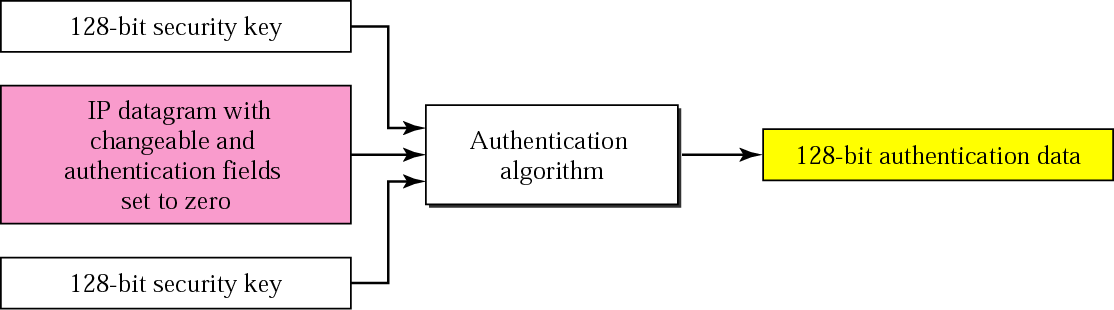 128-bit security key
IP datagram with
changeable and
authentication fields
set to zero
128-bit security key
Authentication
algorithm
128-bit authentication data